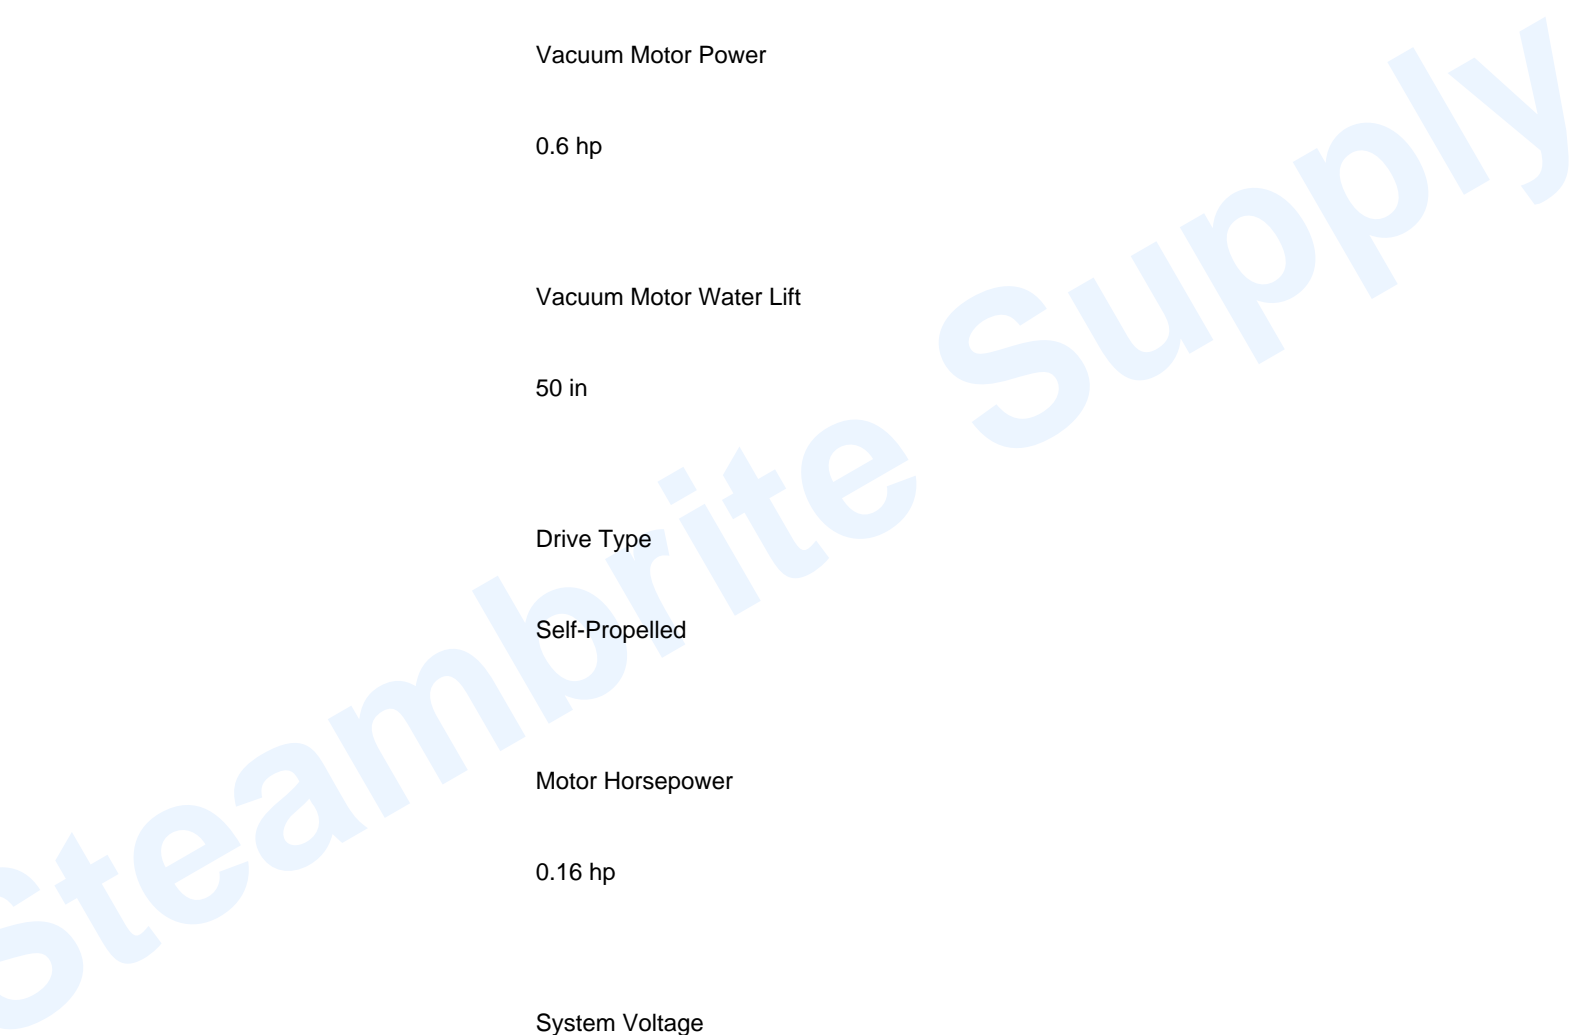 Vacuum Motor Power
0.6 hp
Vacuum Motor Water Lift
50 in
Drive Type
Self-Propelled
Motor Horsepower
0.16 hp
System Voltage
Steambrite Supply